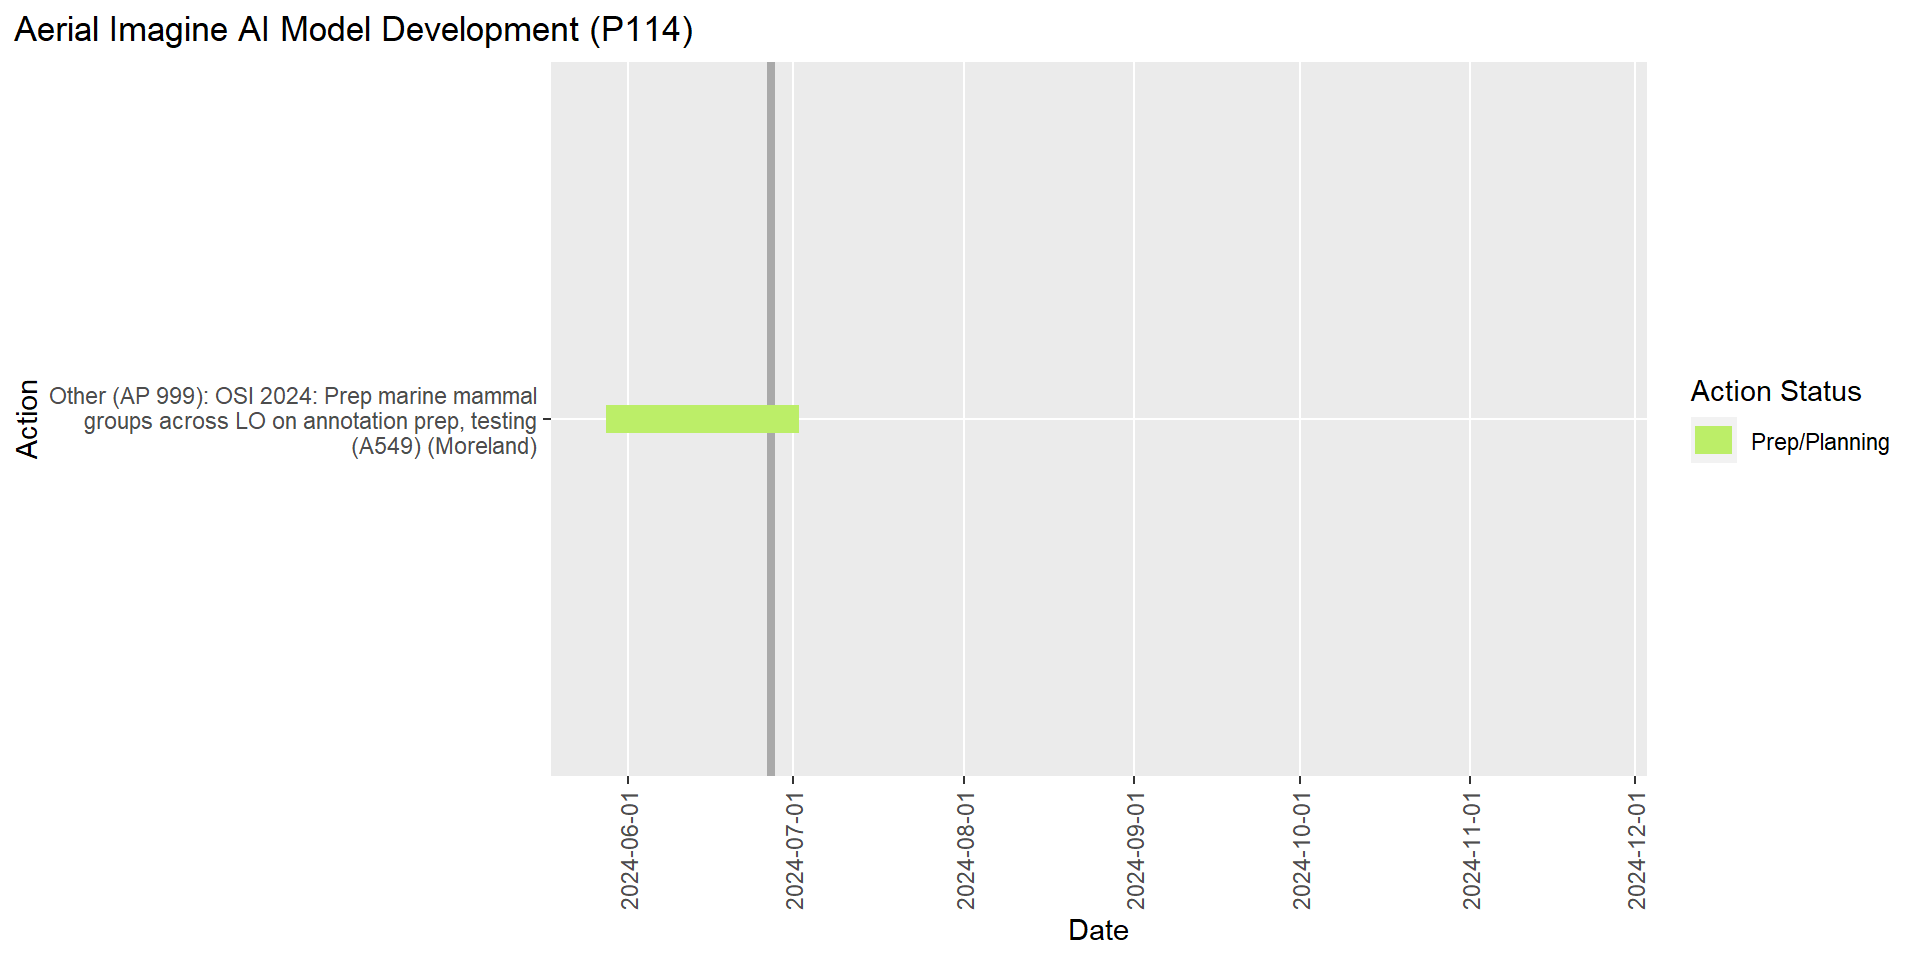 Aerial Imagine AI Model Development (P114)
Action
Other (AP 999): OSI 2024: Prep marine mammal
groups across LO on annotation prep, testing
(A549) (Moreland)
Action Status
Prep/Planning
2024-06-01
2024-07-01
2024-08-01
2024-09-01
2024-10-01
2024-11-01
2024-12-01
Date